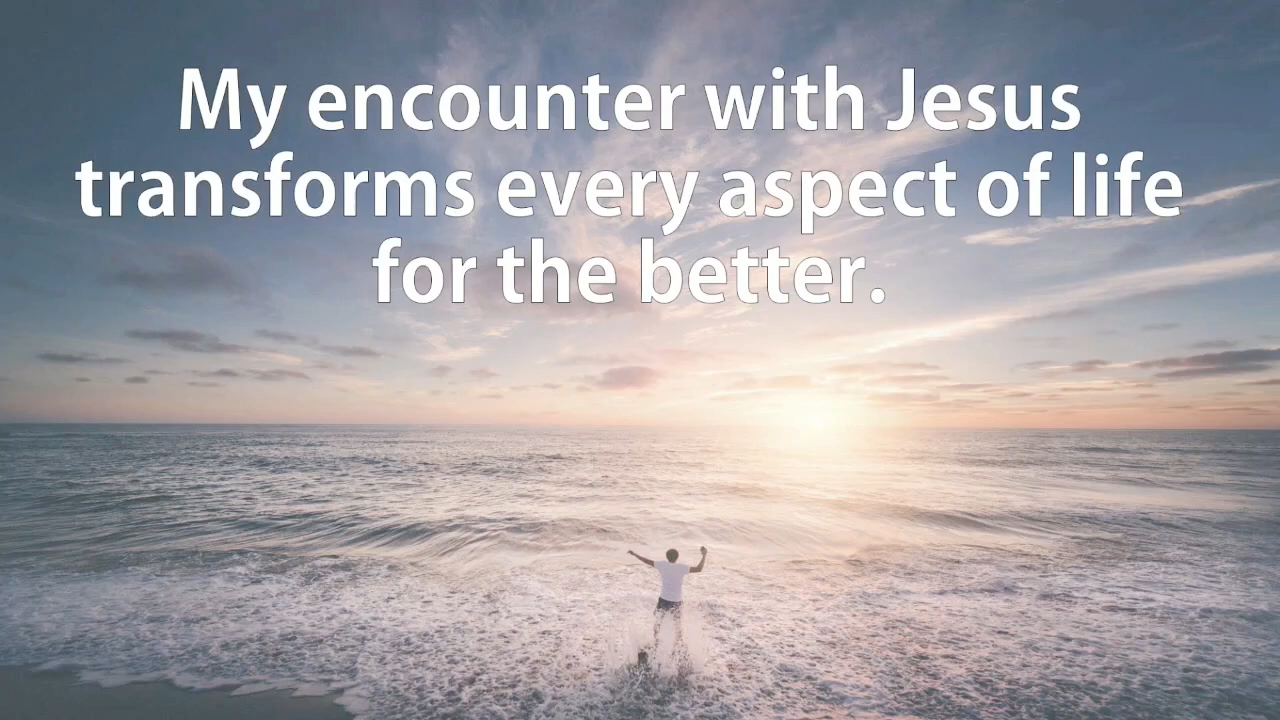 My encounter with Jesus
transforms every aspect of life
for the better.